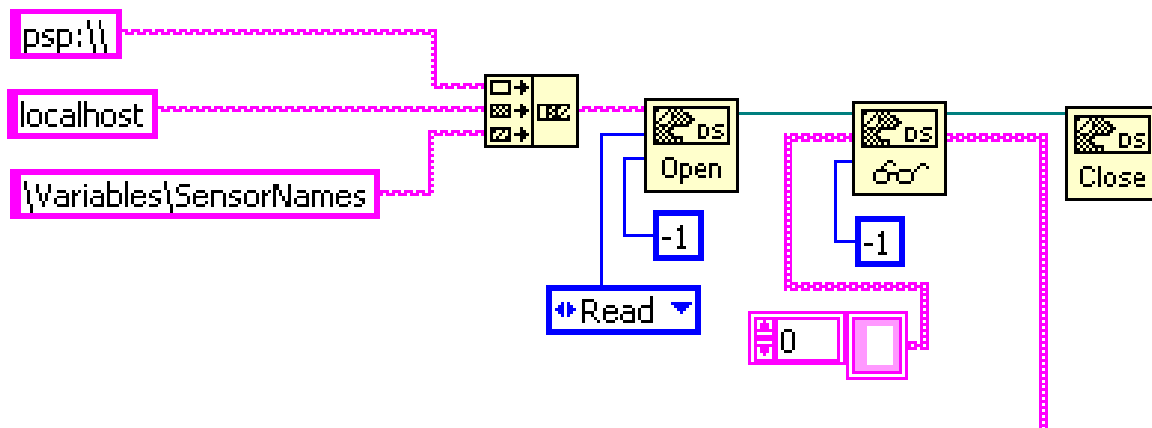 psp:\\
localhost
\Variables\SensorNames
DS
Open
-1
Read
DS
-1
0
DS
Close